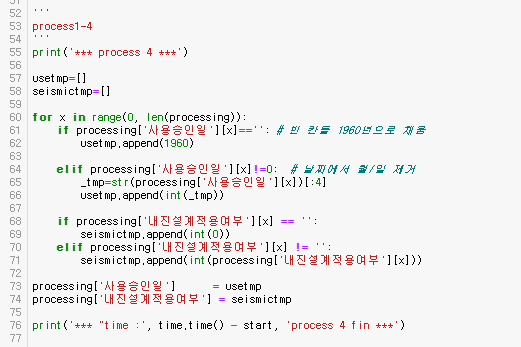 51
52 '''
53 process1-4
54 '''
55 print('*** process 4 ***')
56
57 usetmp=[]
58 seismictmp=[]
59
60 for x in range(0, len(processing)):
61 if processing['사용승인일'][x]=='': # 빈 칸들 1960년으로 채움
62 usetmp.append(1960)
63
64 elif processing['사용승인일'][x]!=0: # 날짜에서 월/일 제거
65 _tmp=str(processing['사용승인일'][x])[:4]
66 usetmp.append(int(_tmp))
67
68 if processing['내진설계적용여부'][x] == '':
69 seismictmp.append(int(0))
70 elif processing['내진설계적용여부'][x] != '':
71 seismictmp.append(int(processing['내진설계적용여부'][x]))
72
73 processing['사용승인일'] = usetmp
74 processing['내진설계적용여부'] = seismictmp
75
76 print('*** "time :', time.time() - start, 'process 4 fin ***')
77